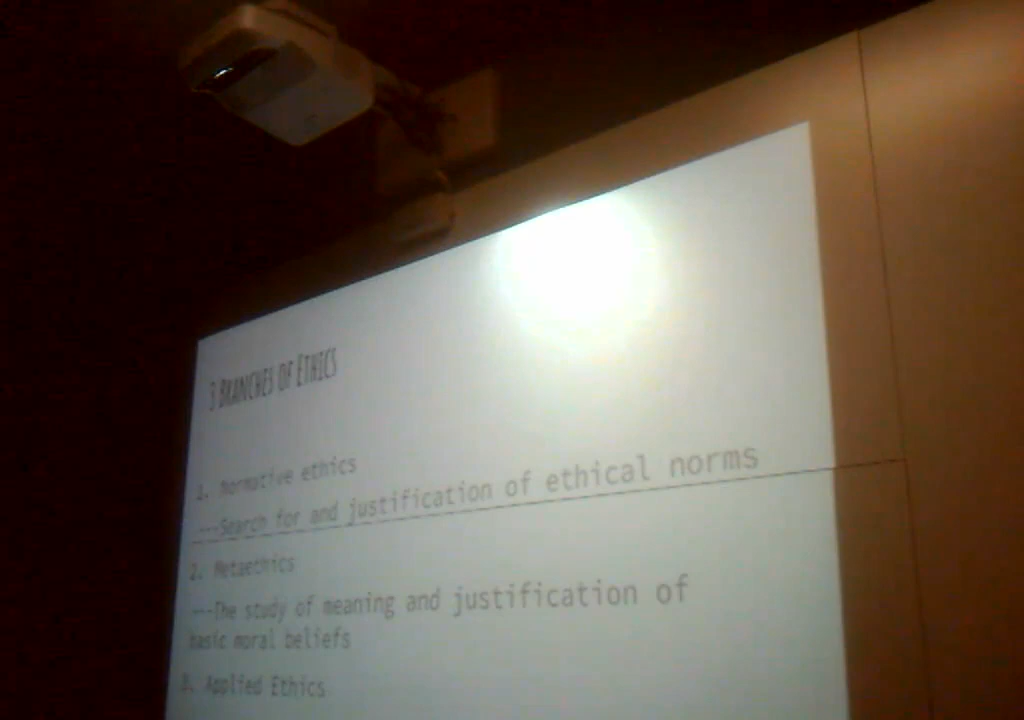 3 BRANCHES OF ETHICS
1. Normative ethics
---Search for and justification of ethical norms
2. Metaethics
---The study of meaning and justification of
basic moral beliefs
3. Applied Ethics